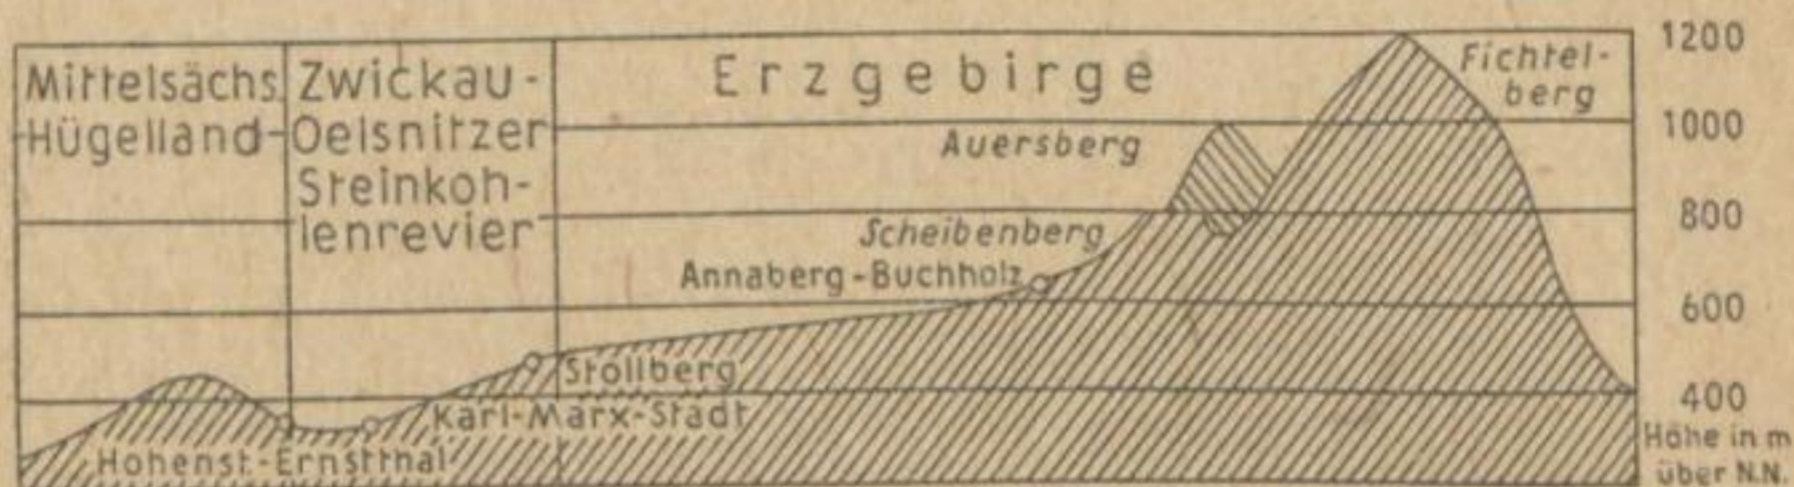 Mittelsächs.
Hügelland
Zwickau-
Oelsnitzer
Steinkoh-
lenrevier
Erzgebirge
Fichtel-
berg
Auersberg
Scheibenberg
Annaberg-Buchholz
Stollberg
Karl-Marx-Stadt
Hohenst.-Ernstthal
1200
1000
800
600
400
Höhe in m
über N.N.